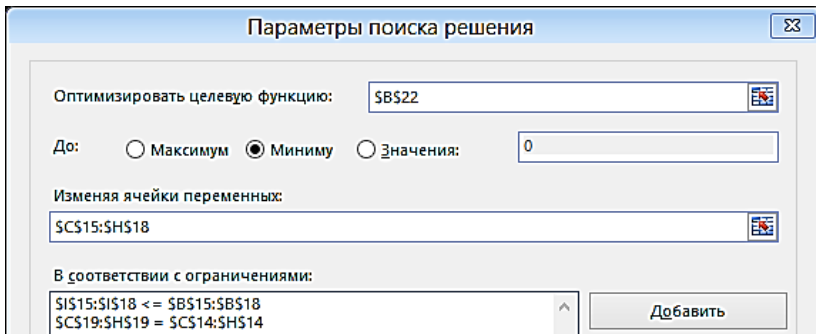 Параметры поиска решения
Оптимизировать целевую функцию: $B$22
До: Максимум Миниму Значения: 0
Изменяя ячейки переменных:
$C$15:$H$18
В соответствии с ограничениями:
$I$15:$I$18 <= $B$15:$B$18
$C$19:$H$19 = $C$14:$H$14
Добавить